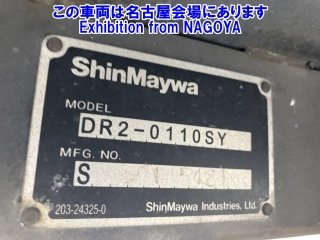 この車両は名古屋会場にあります
Exhibition from NAGOYA
ShinMaywa
MODEL
DR2-0110SY
MFG. NO.
S
203-24325-0
ShinMaywa Industries, Ltd.